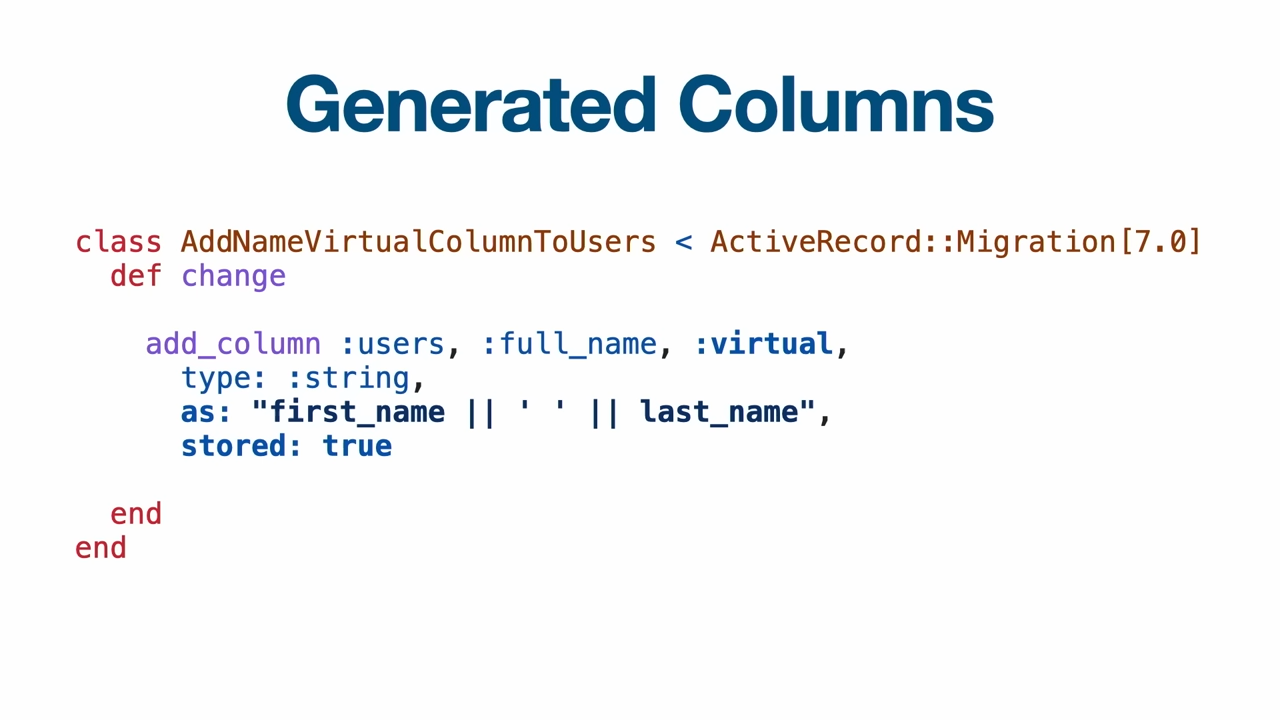 Generated Columns
class AddNameVirtualColumnToUsers < ActiveRecord::Migration[7.0]
  def change
    add_column :users, :full_name, :virtual,
      type: :string,
      as: "first_name || ' ' || last_name",
      stored: true
  end
end